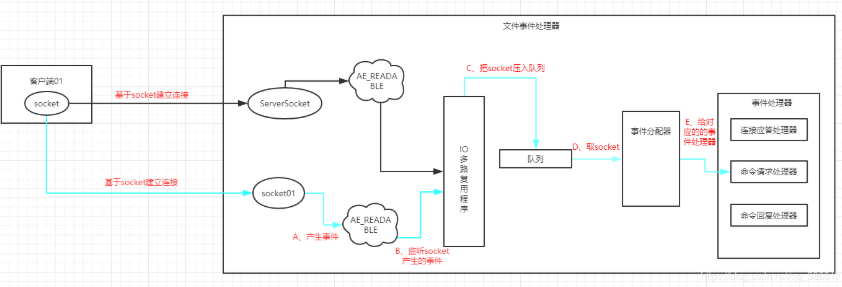 文件事件处理器
客户端01
socket
基于socket建立连接
ServerSocket
AE_READA
BLE
C、把socket压入队列
IO
多
路
复
用
程
序
队列
D、取socket
事件分配器
E、给对
应的的事
件处理器
事件处理器
连接应答处理器
命令请求处理器
命令回复处理器
基于socket建立连接
socket01
A、产生事件
AE_READA
BLE
B、监听socket
产生的事件